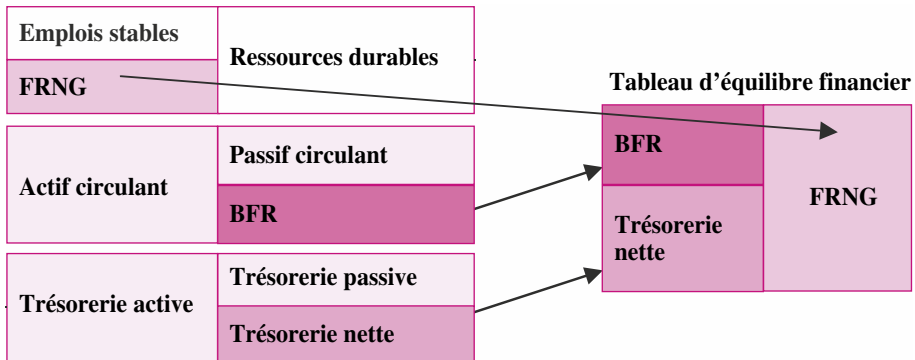 Emplois stables
Ressources durables
FRNG
Passif circulant
Actif circulant
BFR
Trésorerie passive
Trésorerie active
Trésorerie nette
Tableau d'équilibre financier
BFR
FRNG
Trésorerie
nette